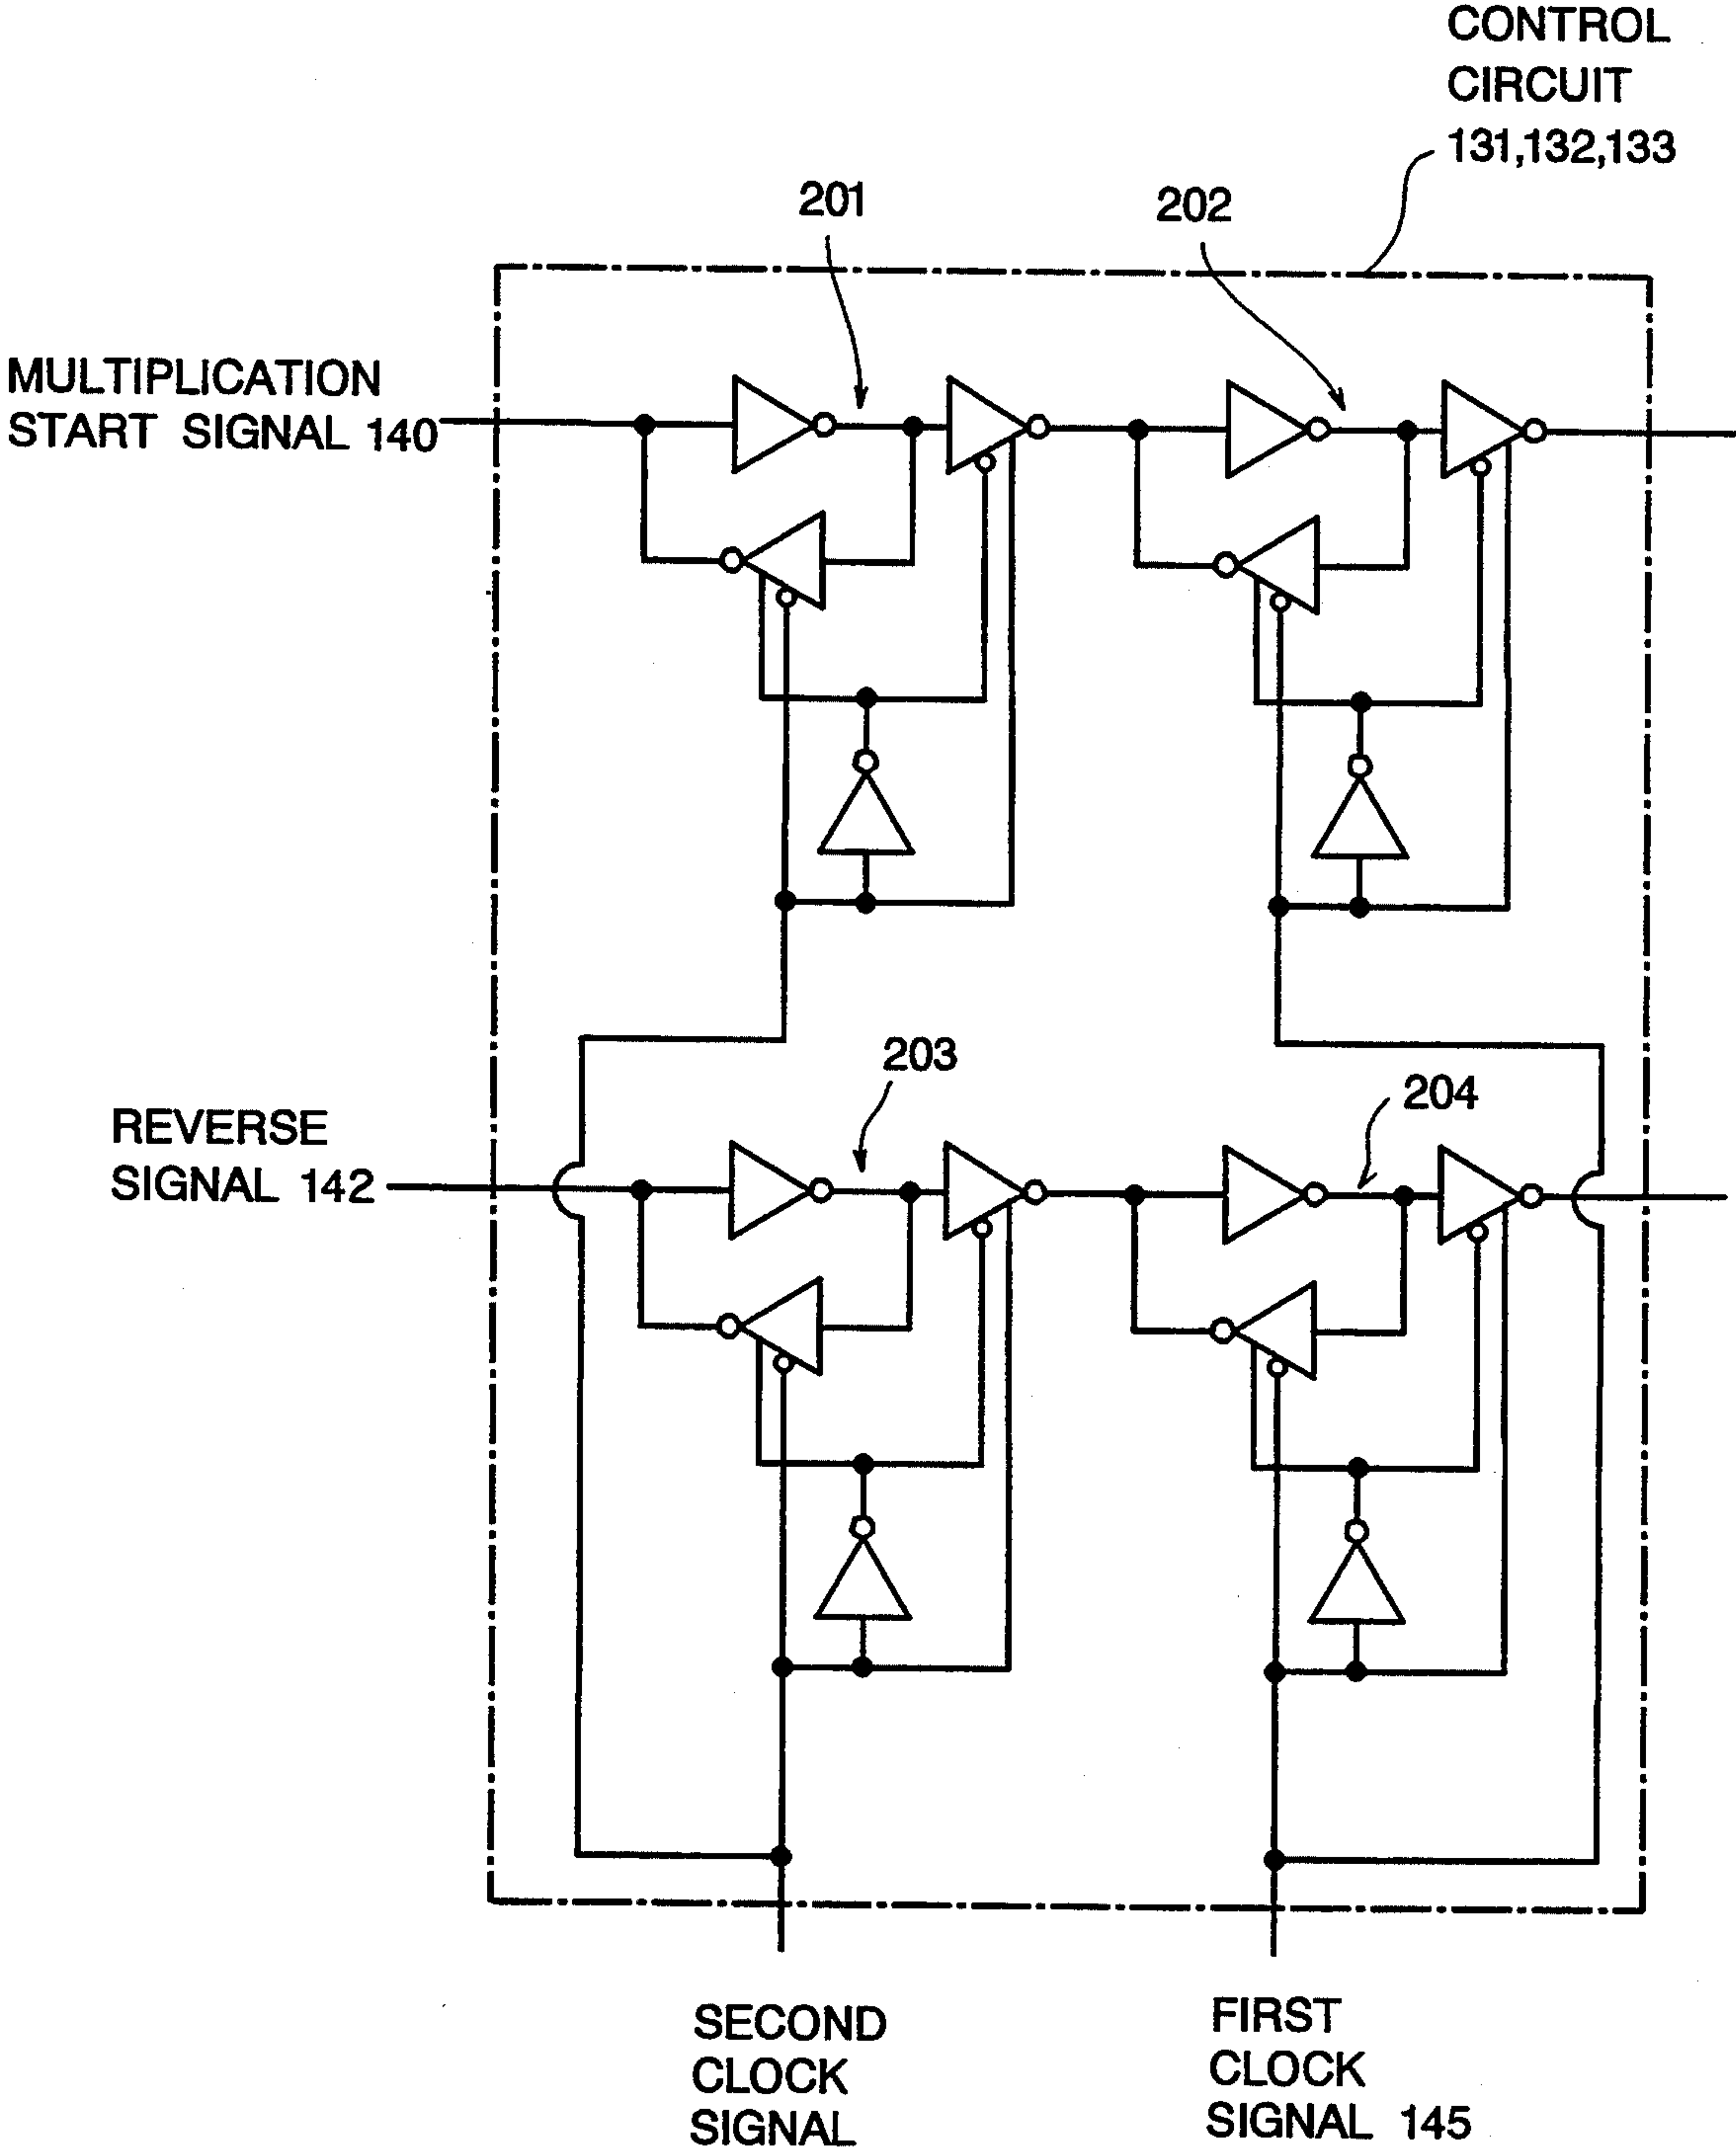 CONTROL
CIRCUIT
131,132,133
201
202
MULTIPLICATION
START SIGNAL 140
203
204
REVERSE
SIGNAL 142
SECOND
CLOCK
SIGNAL
FIRST
CLOCK
SIGNAL 145